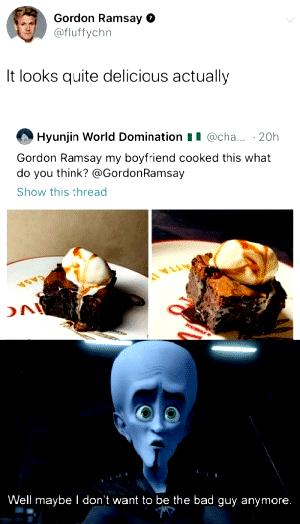 Gordon Ramsay
@fluffychn
It looks quite delicious actually
Hyunjin World Domination @cha... · 20h
Gordon Ramsay my boyfriend cooked this what
do you think? @GordonRamsay
Show this thread
Well maybe I don't want to be the bad guy anymore.